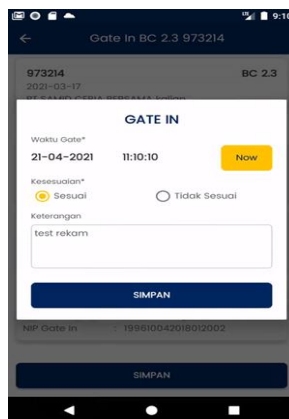 9:10
Gate In BC 2.3 973214
973214 BC 2.3
2021-03-17
GATE IN
Waktu Gate*
21-04-2021 11:10:10 Now
Kesesuaian*
Sesuai Tidak Sesuai
Keterangan
test rekam
SIMPAN
NIP Gate In : 199610042018012002
SIMPAN